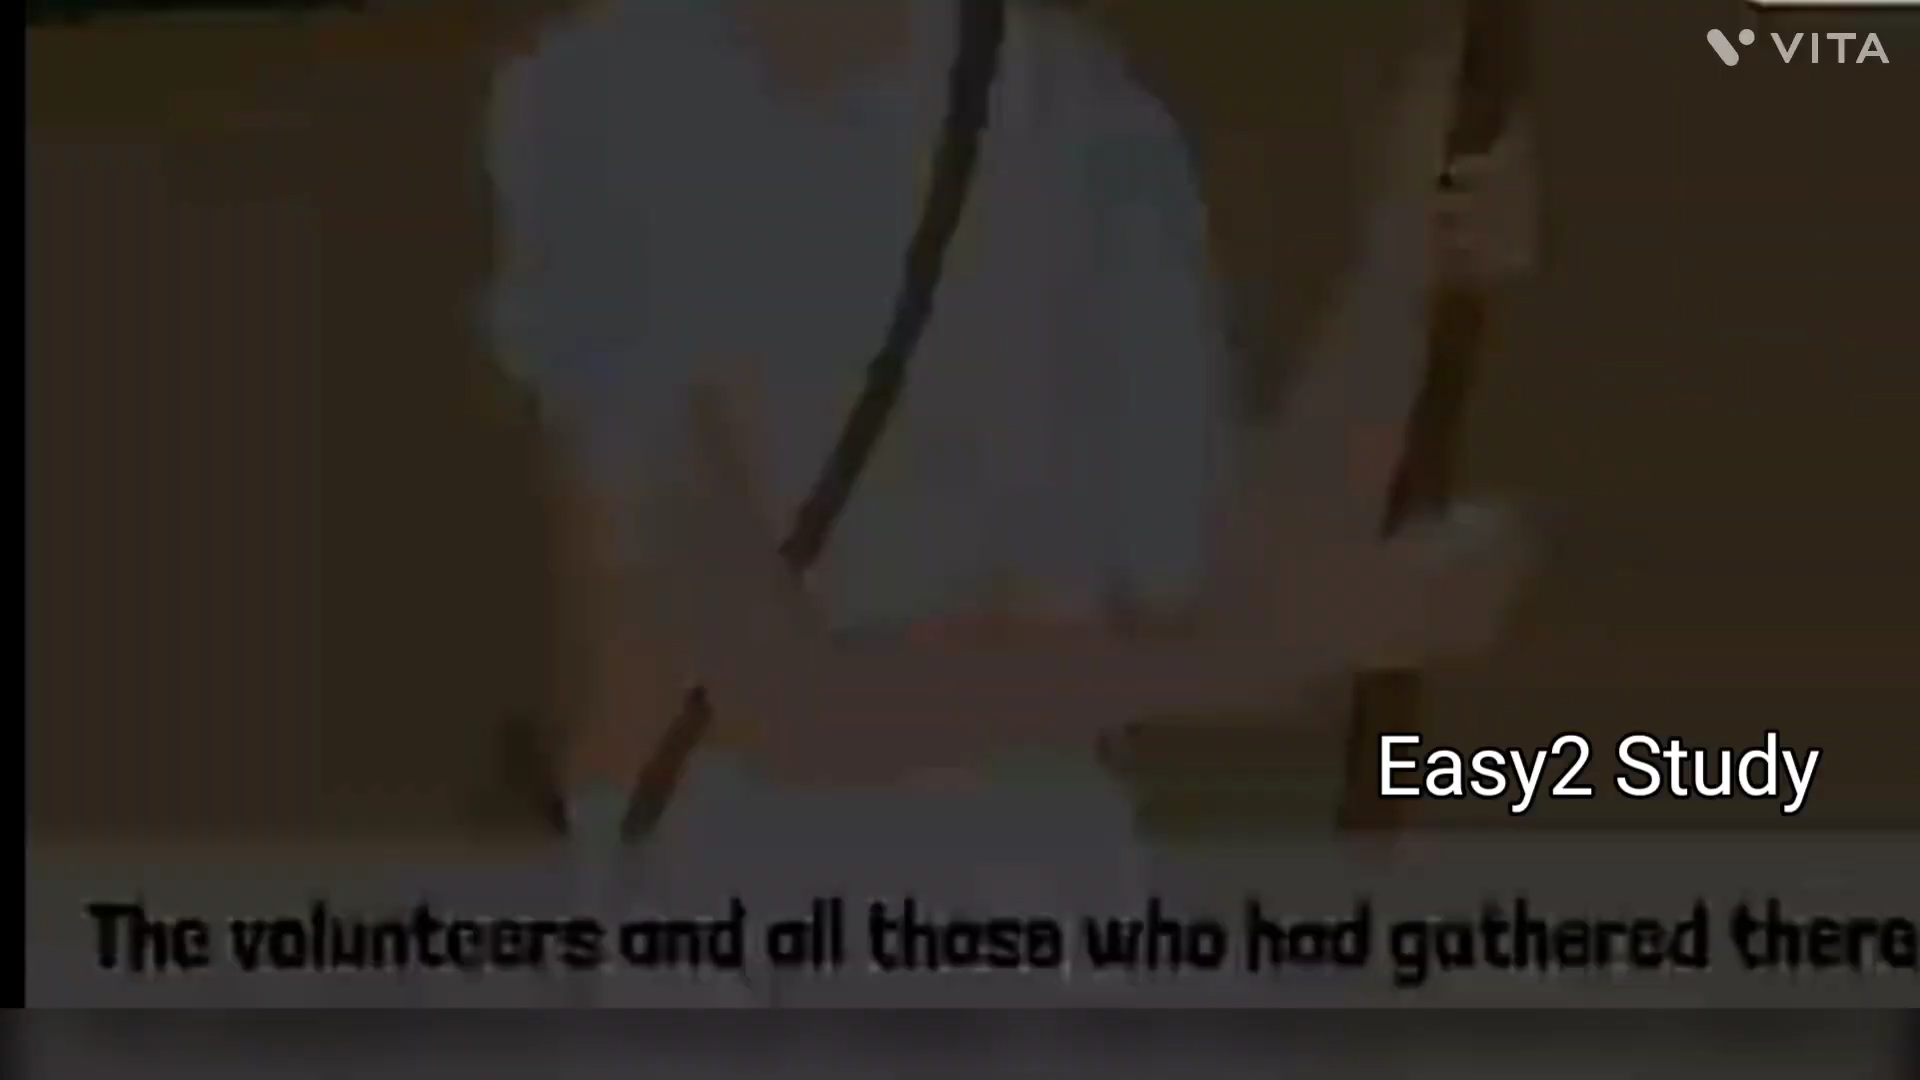 VITA
Easy2 Study
The volunteers and all those who had gathered there